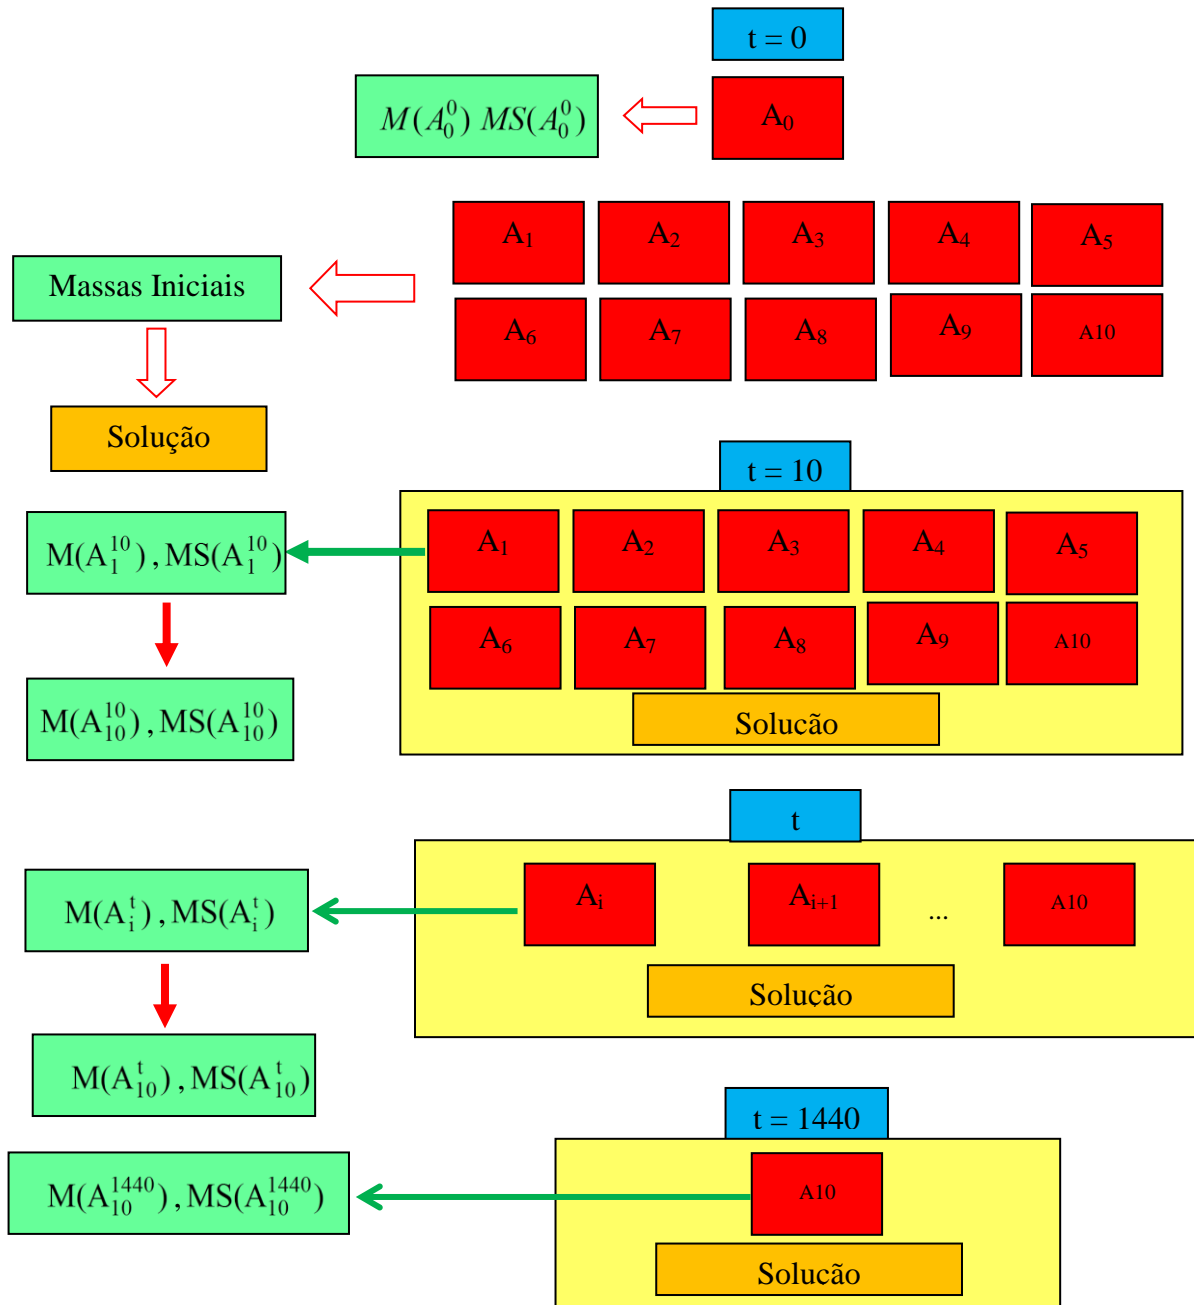 t = 0
M(A₀⁰) MS(A₀⁰)
A₀
A₁ A₂ A₃ A₄ A₅
Massas Iniciais
A₆ A₇ A₈ A₉ A10
Solução
t = 10
M(A₁¹⁰) , MS(A₁¹⁰)
A₁ A₂ A₃ A₄ A₅
A₆ A₇ A₈ A₉ A10
M(A₁₀¹⁰) , MS(A₁₀¹⁰)
Solução
t
M(Aᵢᵗ) , MS(Aᵢᵗ)
Aᵢ Aᵢ₊₁ ... A10
Solução
M(A₁₀ᵗ) , MS(A₁₀ᵗ)
t = 1440
M(A₁₀¹⁴⁴⁰) , MS(A₁₀¹⁴⁴⁰)
A10
Solução